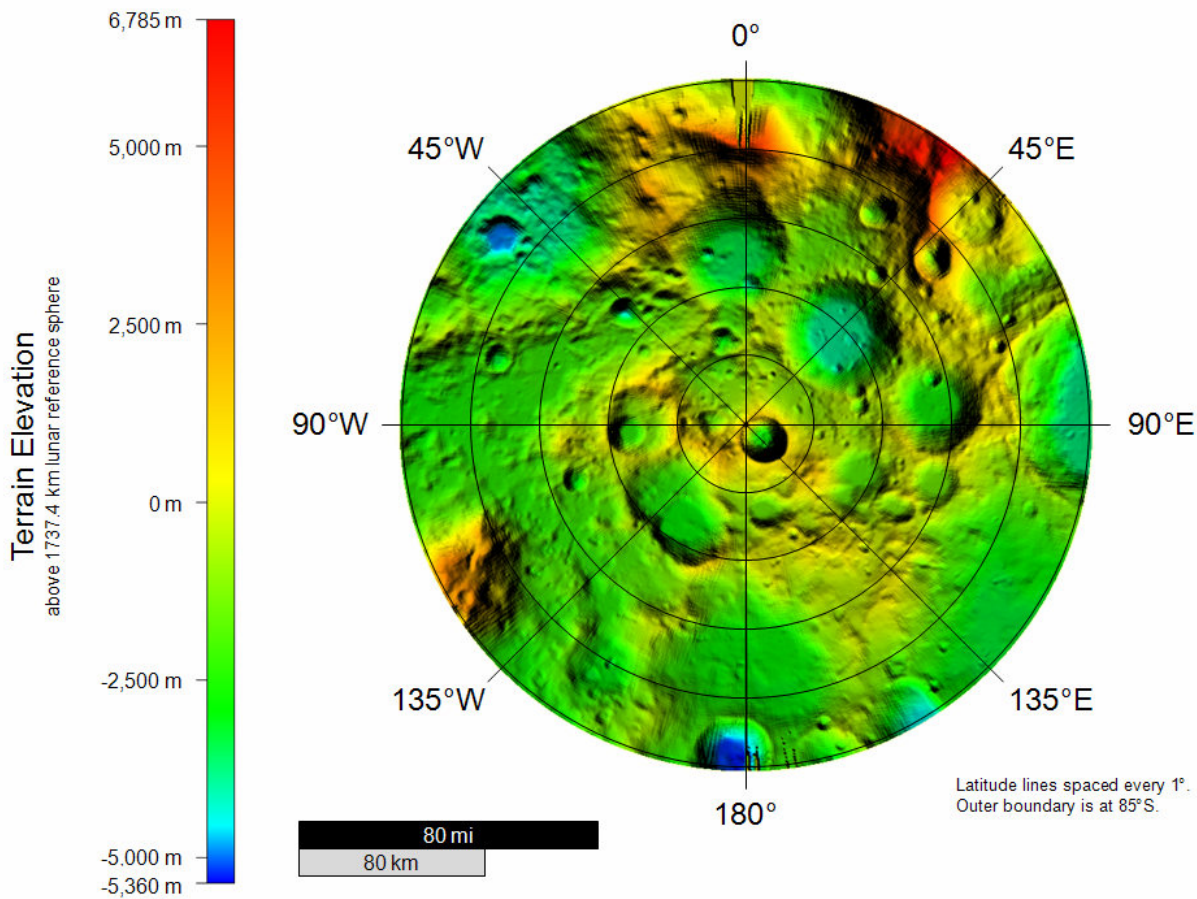 6,785 m
5,000 m
2,500 m
0 m
-2,500 m
-5.000 m
-5,360 m
Terrain Elevation
above 1737.4 km lunar reference sphere
0°
45°W
45°E
90°W
90°E
135°W
135°E
180°
Latitude lines spaced every 1°.
Outer boundary is at 85°S.
80 mi
80 km